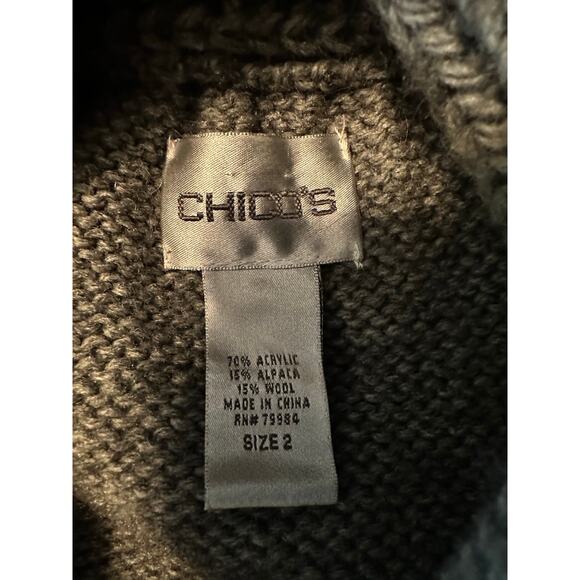 CHICO'S
70% ACRYLIC
15% ALPACA
15% WOOL
MADE IN CHINA
RN# 79984
SIZE 2